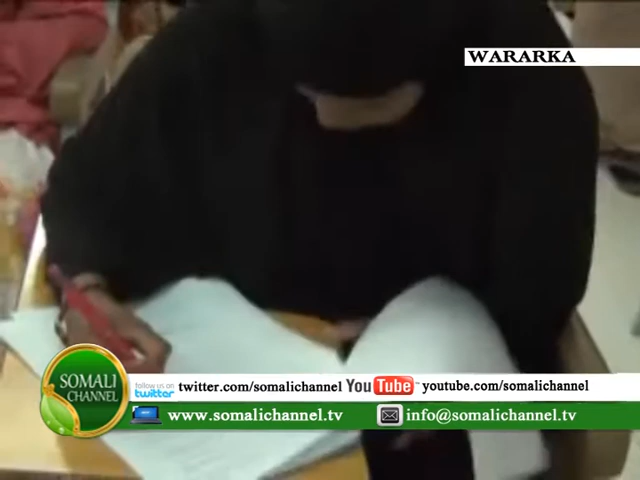 WARARKA
SOMALI
CHANNEL
follow us on
twitter
twitter.com/somalichannel
YouTube
youtube.com/somalichannel
www.somalichannel.tv
info@somalichannel.tv